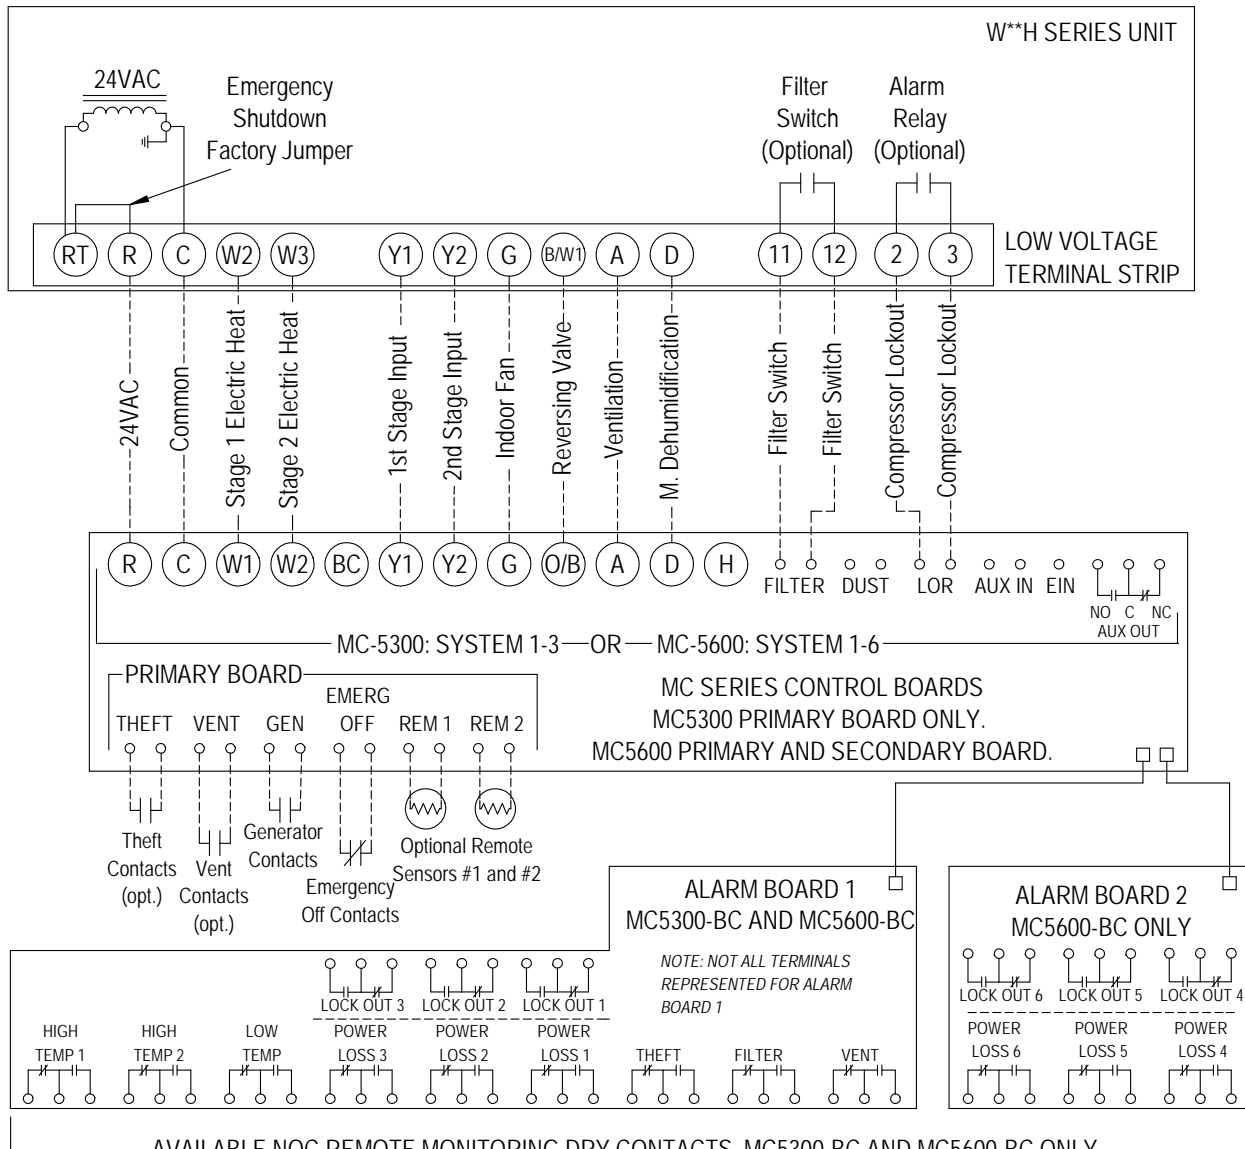 W**H SERIES UNIT
24VAC
Emergency
Shutdown
Factory Jumper
Filter
Switch
(Optional)
Alarm
Relay
(Optional)
RT R C W2 W3 Y1 Y2 G B/W1 A D 11 12 2 3
LOW VOLTAGE
TERMINAL STRIP
24VAC
Common
Stage 1 Electric Heat
Stage 2 Electric Heat
1st Stage Input
2nd Stage Input
Indoor Fan
Reversing Valve
Ventilation
M. Dehumidification
Filter Switch
Filter Switch
Compressor Lockout
Compressor Lockout
R C W1 W2 BC Y1 Y2 G O/B A D H
FILTER DUST LOR AUX IN EIN
NO C NC
AUX OUT
MC-5300: SYSTEM 1-3 OR MC-5600: SYSTEM 1-6
PRIMARY BOARD
THEFT VENT GEN EMERG OFF REM 1 REM 2
MC SERIES CONTROL BOARDS
MC5300 PRIMARY BOARD ONLY.
MC5600 PRIMARY AND SECONDARY BOARD.
Theft
Contacts
(opt.)
Vent
Contacts
(opt.)
Generator
Contacts
Emergency
Off Contacts
Optional Remote
Sensors #1 and #2
ALARM BOARD 1
MC5300-BC AND MC5600-BC
NOTE: NOT ALL TERMINALS
REPRESENTED FOR ALARM
BOARD 1
LOCK OUT 3 LOCK OUT 2 LOCK OUT 1
HIGH TEMP 1
HIGH TEMP 2
LOW TEMP
POWER LOSS 3
POWER LOSS 2
POWER LOSS 1
THEFT FILTER VENT
ALARM BOARD 2
MC5600-BC ONLY
LOCK OUT 6 LOCK OUT 5 LOCK OUT 4
POWER LOSS 6
POWER LOSS 5
POWER LOSS 4
AVAILABLE NOC REMOTE MONITORING DRY CONTACTS. MC5300-BC AND MC5600-BC ONLY